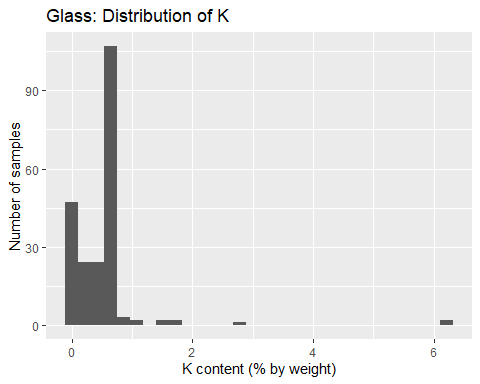 Glass: Distribution of K
Number of samples
90
60
30
0
0
2
4
6
K content (% by weight)